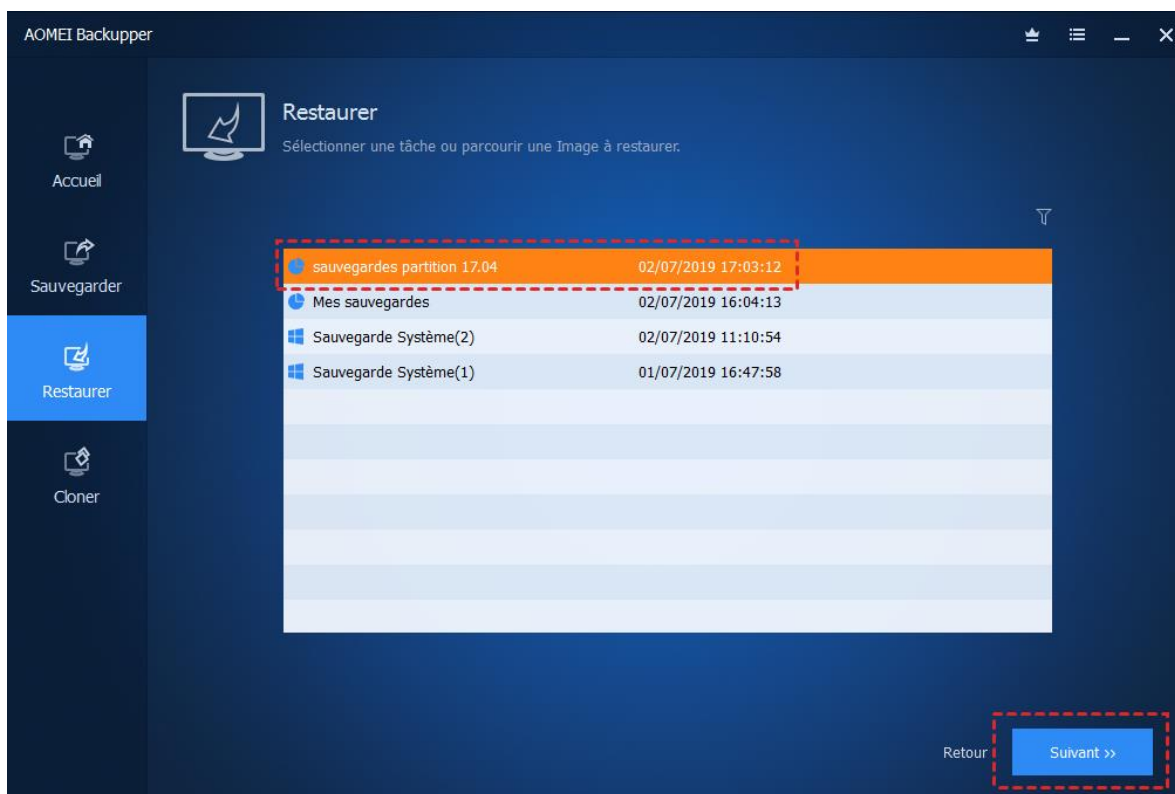 AOMEI Backupper
Restaurer
Sélectionner une tâche ou parcourir une Image à restaurer.
Accueil
Sauvegarder
Restaurer
Cloner
sauvegardes partition 17.04 02/07/2019 17:03:12
Mes sauvegardes 02/07/2019 16:04:13
Sauvegarde Système(2) 02/07/2019 11:10:54
Sauvegarde Système(1) 01/07/2019 16:47:58
Retour Suivant >>